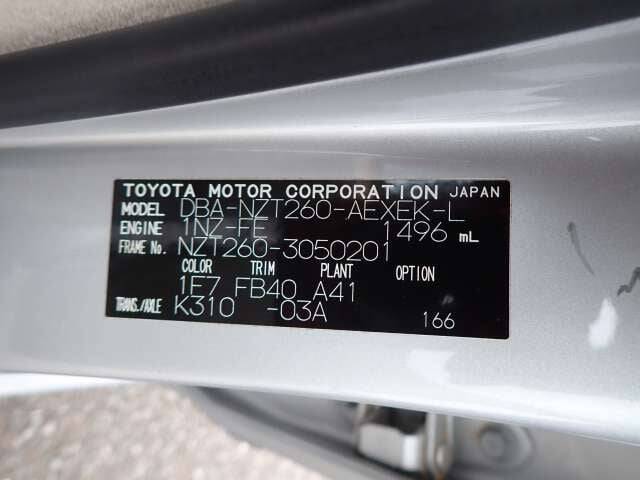 TOYOTA MOTOR CORPORATION JAPAN
MODEL DBA-NZT260-AEXEK-L
ENGINE 1NZ-FE 1496 mL
FRAME No. NZT260-3050201
COLOR TRIM PLANT OPTION
1F7 FB40 A41
TRANS./AXLE K310 -03A
166